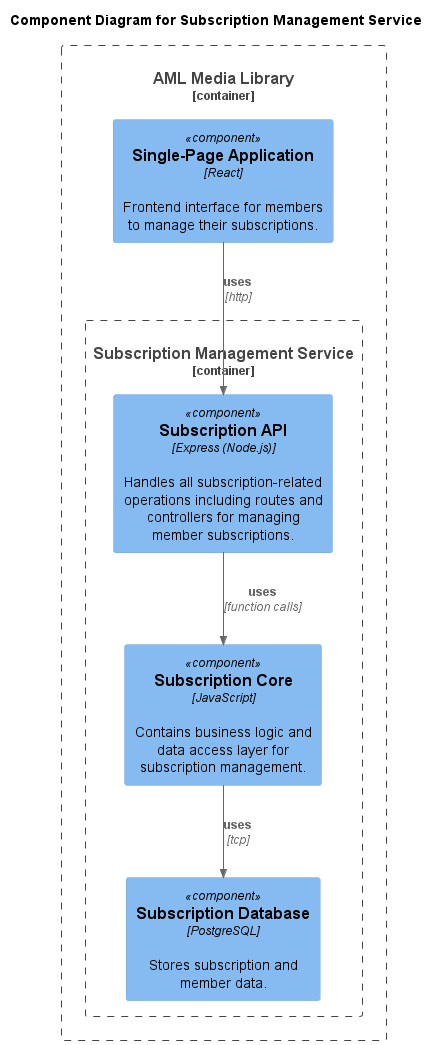 Component Diagram for Subscription Management Service
AML Media Library
[container]
«component»
Single-Page Application
[React]
Frontend interface for members
to manage their subscriptions.
uses
[http]
Subscription Management Service
[container]
«component»
Subscription API
[Express (Node.js)]
Handles all subscription-related
operations including routes and
controllers for managing
member subscriptions.
uses
[function calls]
«component»
Subscription Core
[JavaScript]
Contains business logic and
data access layer for
subscription management.
uses
[tcp]
«component»
Subscription Database
[PostgreSQL]
Stores subscription and
member data.